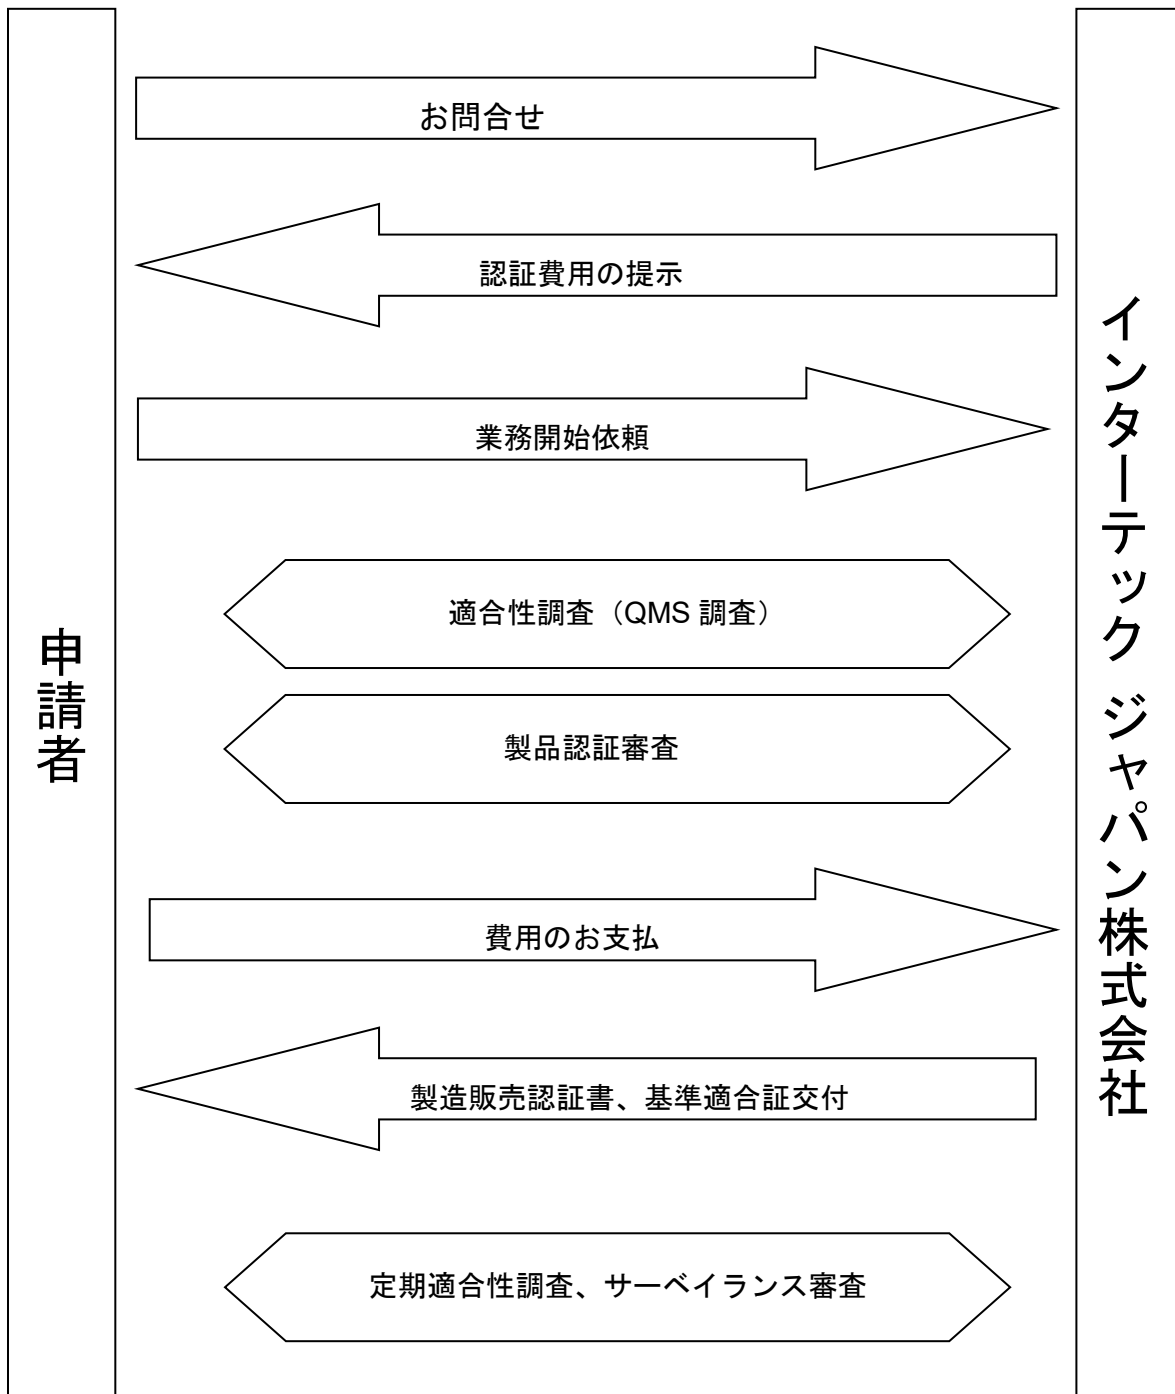 お問合せ
認証費用の提示
業務開始依頼
適合性調査（QMS 調査）
申請者
製品認証審査
インターテック ジャパン株式会社
費用のお支払
製造販売認証書、基準適合証交付
定期適合性調査、サーベイランス審査